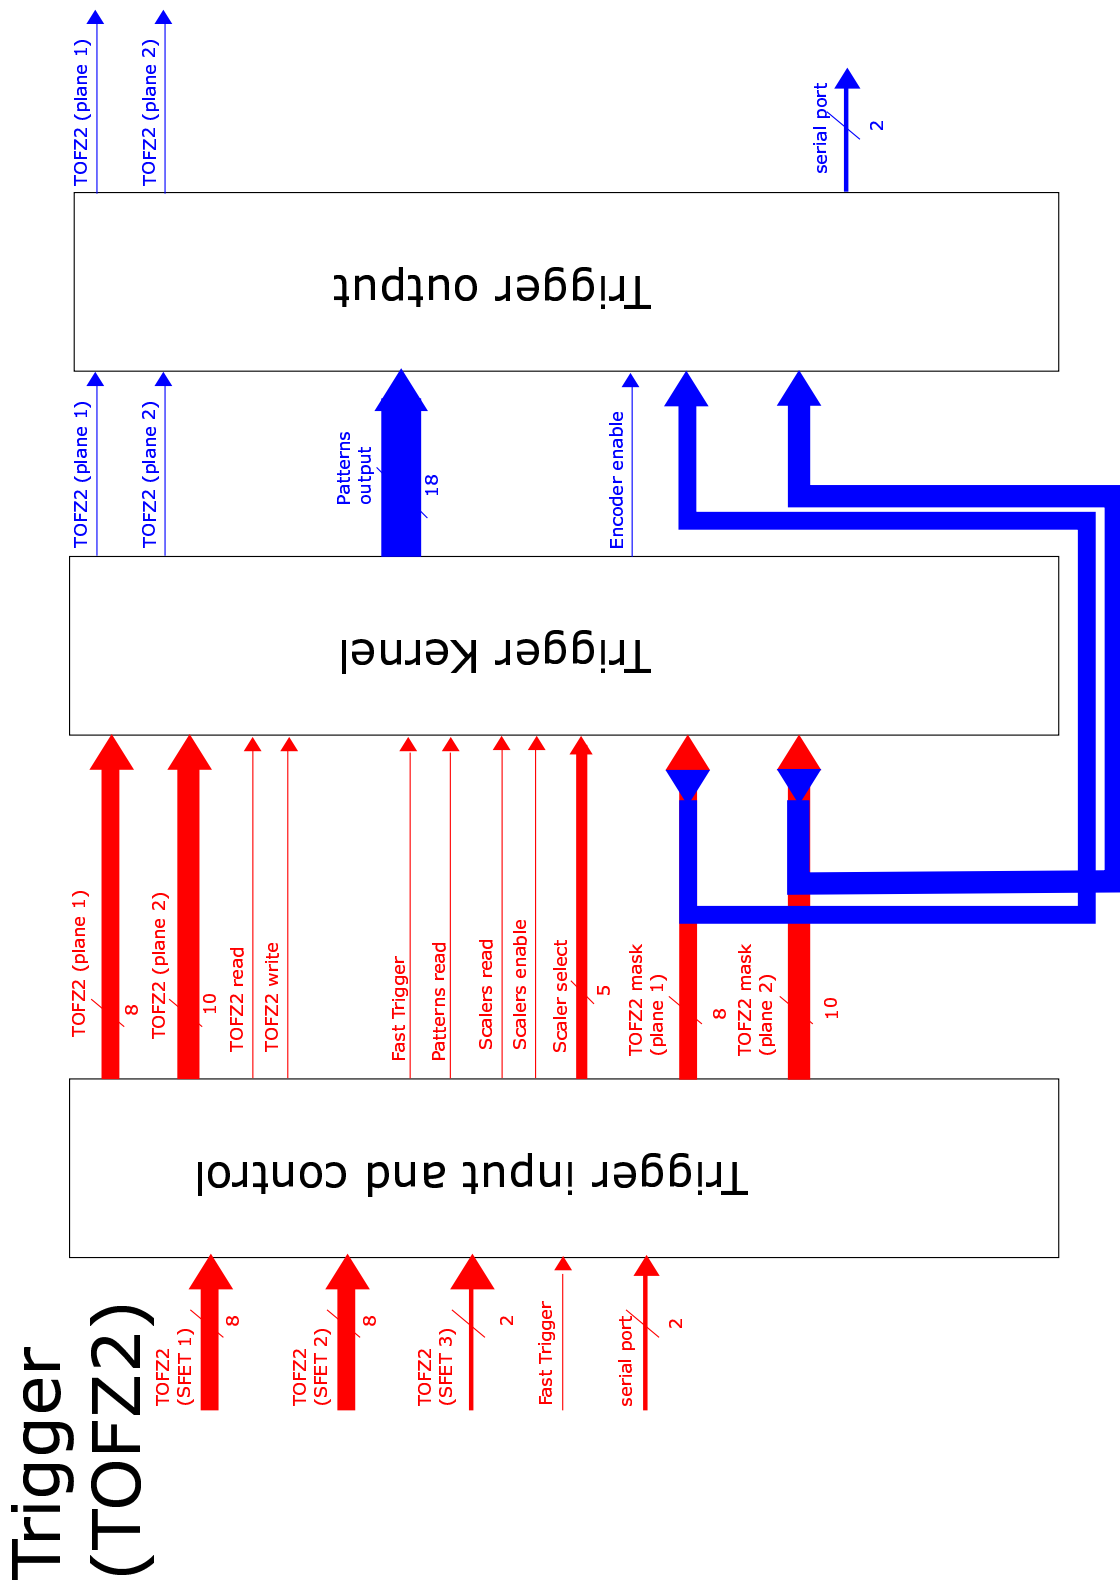 Trigger
(TOFZ2)
TOFZ2 (plane 1)
TOFZ2 (plane 2)
serial port
2
Trigger output
TOFZ2 (plane 1)
TOFZ2 (plane 2)
Patterns
output
18
Encoder enable
Trigger Kernel
TOFZ2 (plane 1)
8
TOFZ2 (plane 2)
10
TOFZ2 read
TOFZ2 write
Fast Trigger
Patterns read
Scalers read
Scalers enable
Scaler select
5
TOFZ2 mask
(plane 1)
8
TOFZ2 mask
(plane 2)
10
Trigger input and control
TOFZ2
(SFET 1)
8
TOFZ2
(SFET 2)
8
TOFZ2
(SFET 3)
2
Fast Trigger
serial port
2